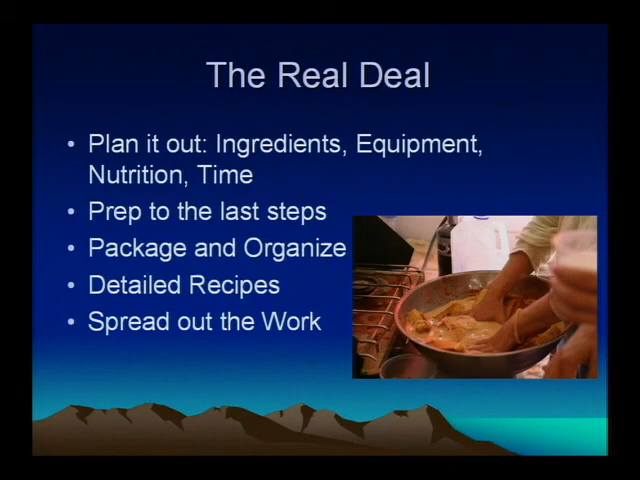 The Real Deal
• Plan it out: Ingredients, Equipment,
Nutrition, Time
• Prep to the last steps
• Package and Organize
• Detailed Recipes
• Spread out the Work